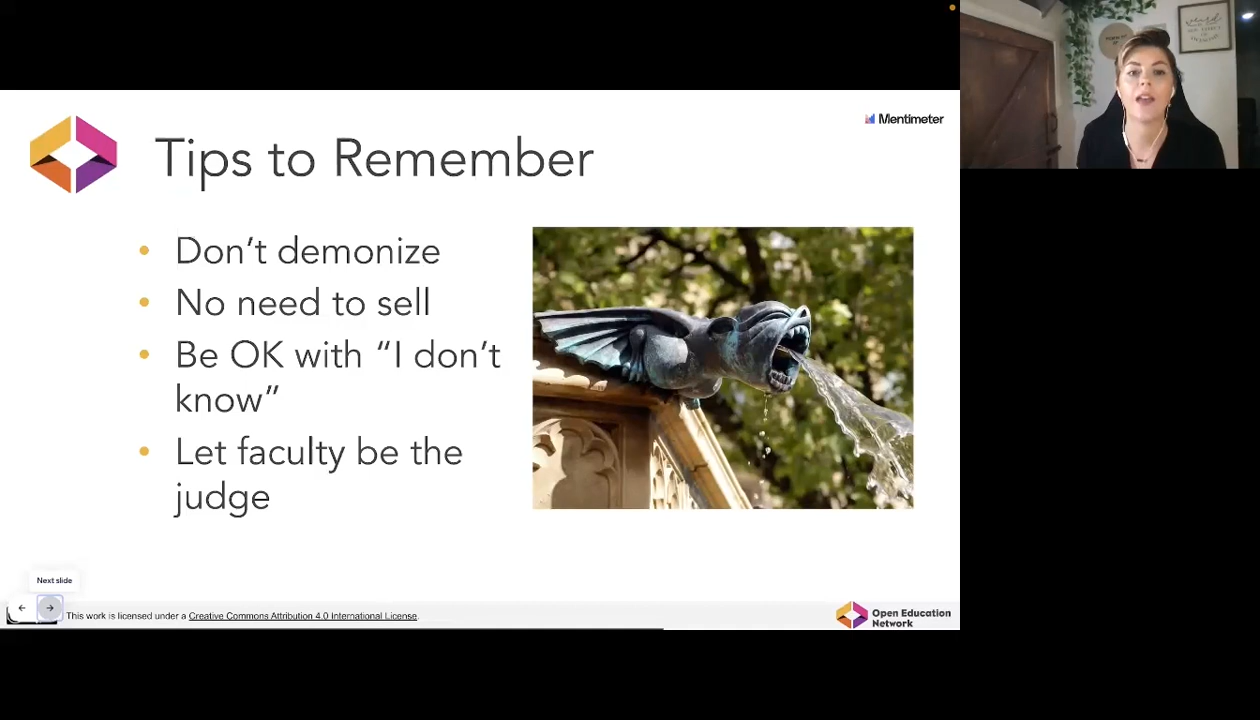 Mentimeter
Tips to Remember
• Don’t demonize
• No need to sell
• Be OK with “I don’t
know”
• Let faculty be the
judge
Next slide
This work is licensed under a Creative Commons Attribution 4.0 International License.
Open Education
Network